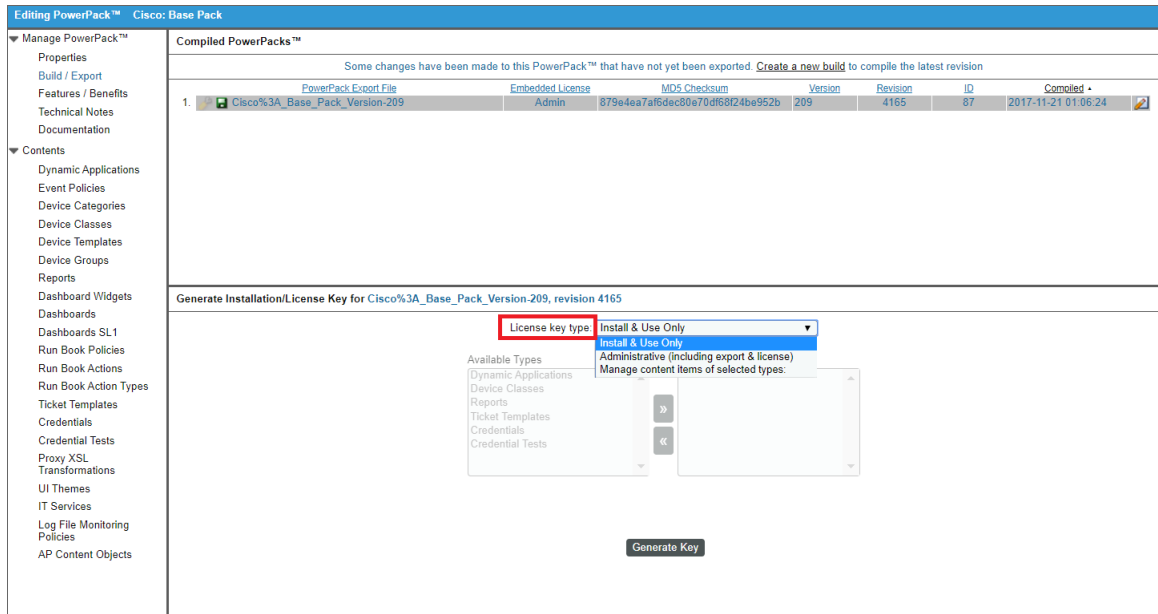 Editing PowerPack™ Cisco: Base Pack
Manage PowerPack™
Properties
Build / Export
Features / Benefits
Technical Notes
Documentation
Contents
Dynamic Applications
Event Policies
Device Categories
Device Classes
Device Templates
Device Groups
Reports
Dashboard Widgets
Dashboards
Dashboards SL1
Run Book Policies
Run Book Actions
Run Book Action Types
Ticket Templates
Credentials
Credential Tests
Proxy XSL
Transformations
UI Themes
IT Services
Log File Monitoring
Policies
AP Content Objects
Compiled PowerPacks™
Some changes have been made to this PowerPack™ that have not yet been exported. Create a new build to compile the latest revision
PowerPack Export File Embedded License MD5 Checksum Version Revision ID Compiled
1. Cisco%3A_Base_Pack_Version-209 Admin 879e4ea7af6dec80e70df68f24be952b 209 4165 87 2017-11-21 01:06:24
Generate Installation/License Key for Cisco%3A_Base_Pack_Version-209, revision 4165
License key type: Install & Use Only
Install & Use Only
Administrative (including export & license)
Manage content items of selected types:
Available Types
Dynamic Applications
Device Classes
Reports
Ticket Templates
Credentials
Credential Tests
»
«
Generate Key